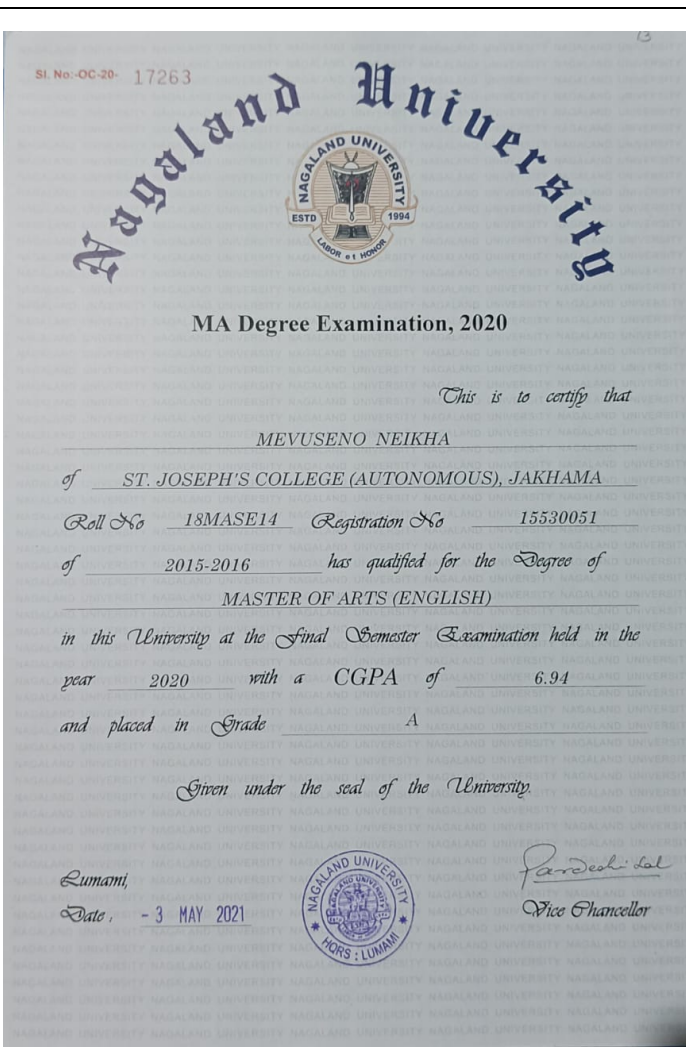 13
Sl. No:-OC-20- 17263
Nagaland University
NAGALAND UNIVERSITY
ESTD 1994
LABOR et HONOR
MA Degree Examination, 2020
This is to certify that
MEVUSENO NEIKHA
of ST. JOSEPH'S COLLEGE (AUTONOMOUS), JAKHAMA
Roll No 18MASE14 Registration No 15530051
of 2015-2016 has qualified for the Degree of
MASTER OF ARTS (ENGLISH)
in this University at the Final Semester Examination held in the
year 2020 with a CGPA of 6.94
and placed in Grade A
Given under the seal of the University.
Pardeshi Lal
Lumami,
Date : - 3 MAY 2021
NAGALAND UNIVERSITY
HQRS : LUMAMI
Vice Chancellor